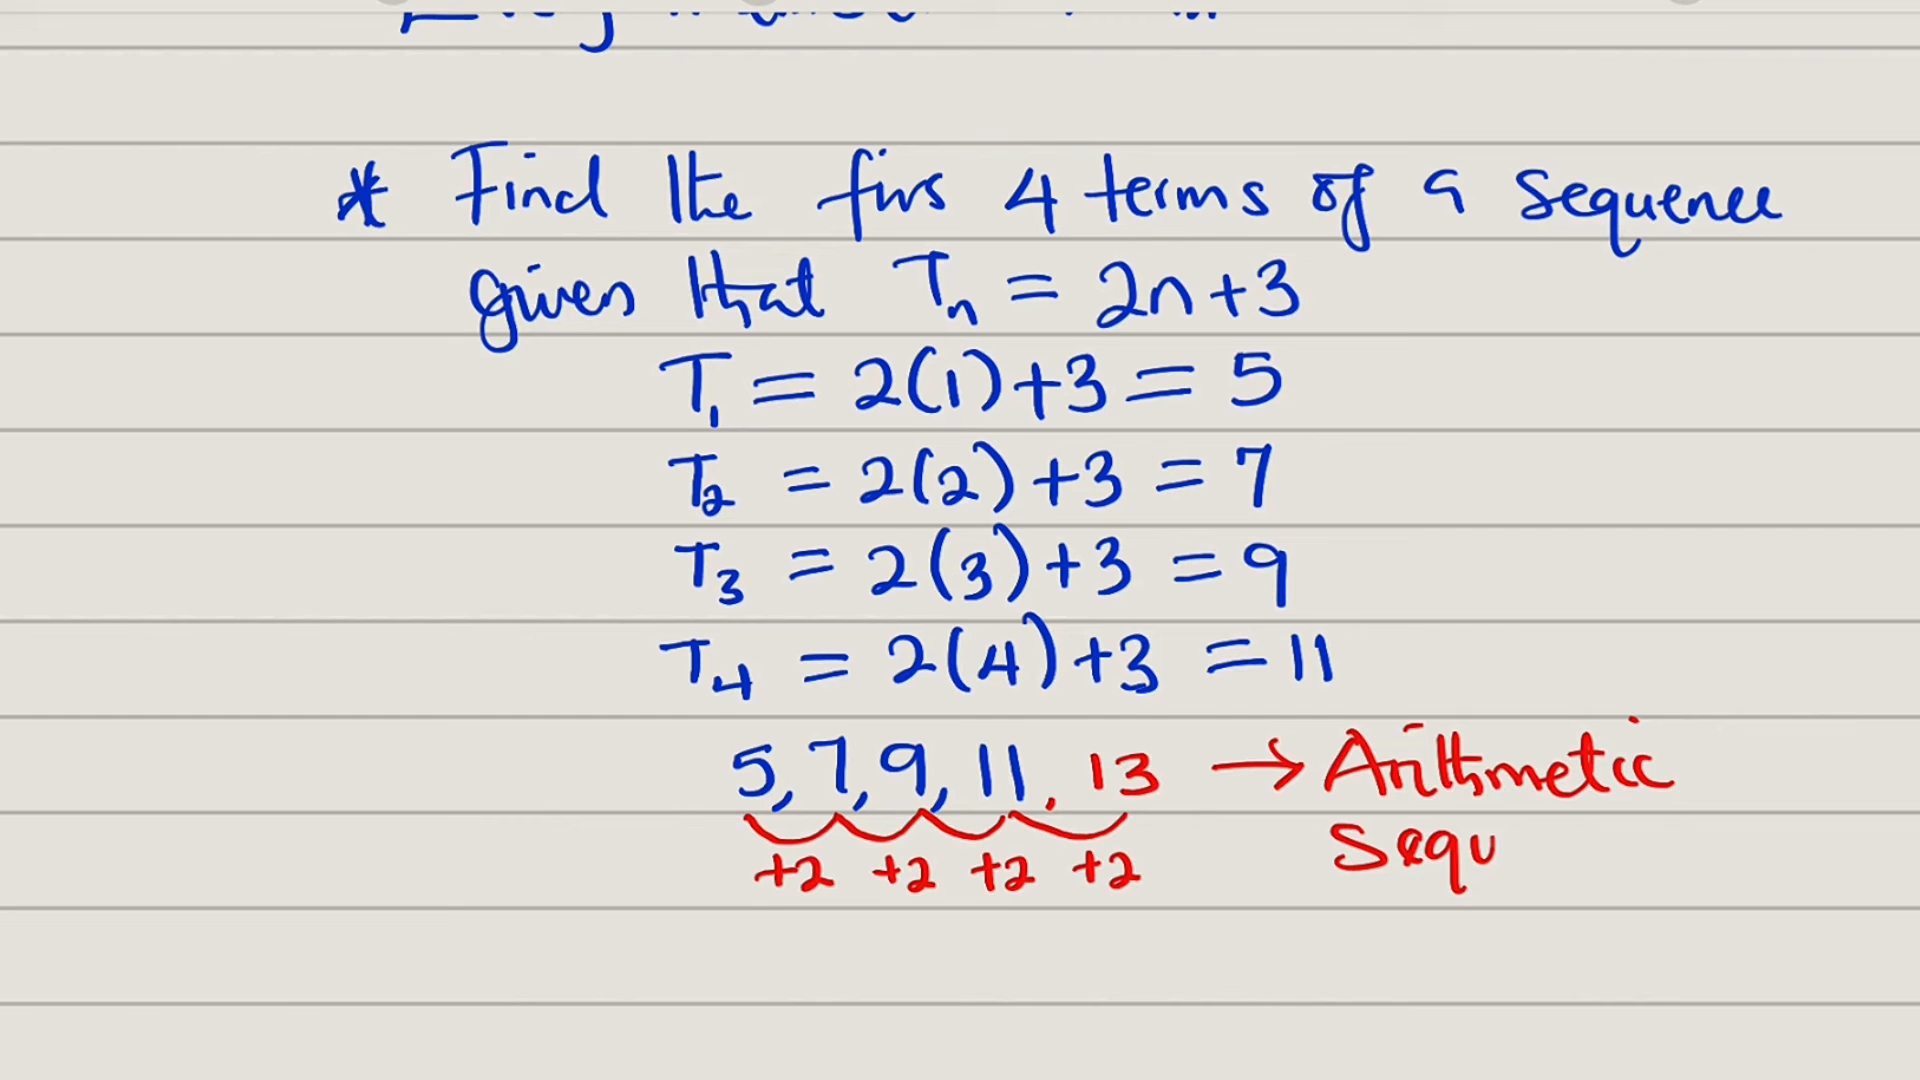 * Find the firs 4 terms of a sequence
given that Tn = 2n+3
T1 = 2(1)+3 = 5
T2 = 2(2)+3 = 7
T3 = 2(3)+3 = 9
T4 = 2(4)+3 = 11
5, 7, 9, 11, 13 → Arithmetic
+2 +2 +2 +2 Sequ